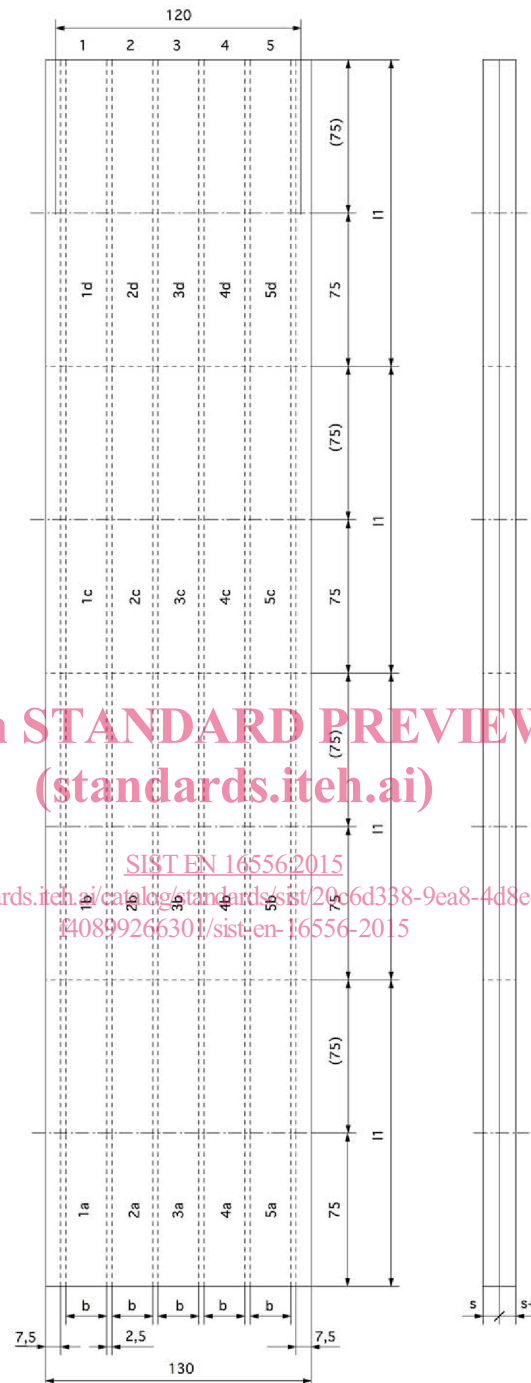 120
1 2 3 4 5
(75)
l1
1d 2d 3d 4d 5d
75
(75)
l1
1c 2c 3c 4c 5c
75
STANDARD PREVIEW
(75)
(standards.iteh.ai)
l1
SIST EN 16556:2015
rds.iteh.ai/catalog/standards/sist/20c6d338-9ea8-4d8e
1b 2b 3b 4b 5b
75
f40899266301/sist-en-16556-2015
(75)
l1
1a 2a 3a 4a 5a
75
b b b b b
s s
7,5 2,5 7,5
130